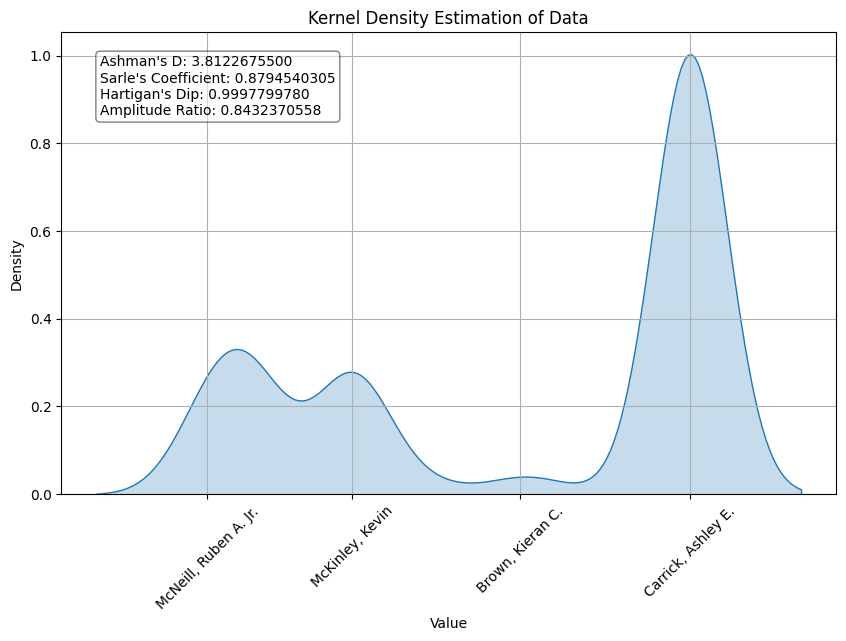 Kernel Density Estimation of Data
Ashman's D: 3.8122675500
Sarle's Coefficient: 0.8794540305
Hartigan's Dip: 0.9997799780
Amplitude Ratio: 0.8432370558
Density
1.0
0.8
0.6
0.4
0.2
0.0
McNeill, Ruben A. Jr.
McKinley, Kevin
Brown, Kieran C.
Carrick, Ashley E.
Value